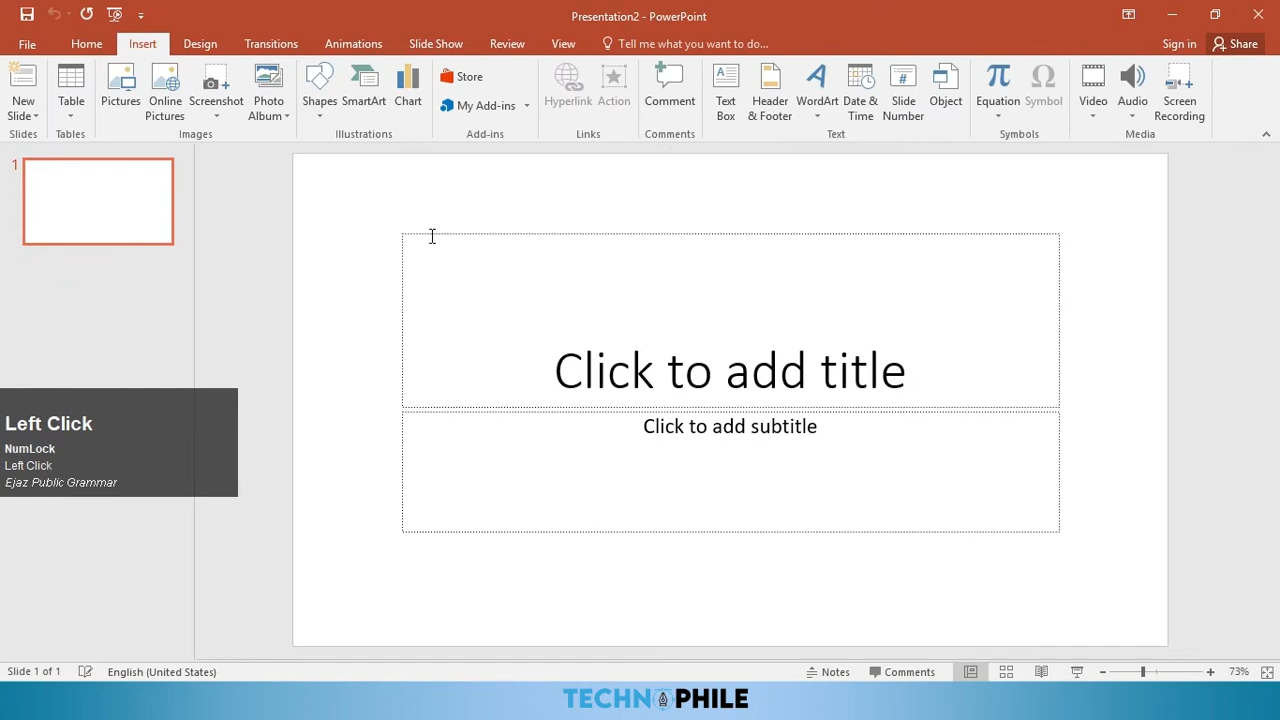 Presentation2 - PowerPoint
File Home Insert Design Transitions Animations Slide Show Review View Tell me what you want to do... Sign in Share
New Slide
Table
Pictures
Online Pictures
Screenshot
Photo Album
Shapes
SmartArt
Chart
Store
My Add-ins
Hyperlink
Action
Comment
Text Box
Header & Footer
WordArt
Date & Time
Slide Number
Object
Equation
Symbol
Video
Audio
Screen Recording
Slides Tables Images Illustrations Add-ins Links Comments Text Symbols Media
1
Click to add title
Click to add subtitle
Left Click
NumLock
Left Click
Ejaz Public Grammar
Slide 1 of 1 English (United States) Notes Comments 73%
TECHNOPHILE